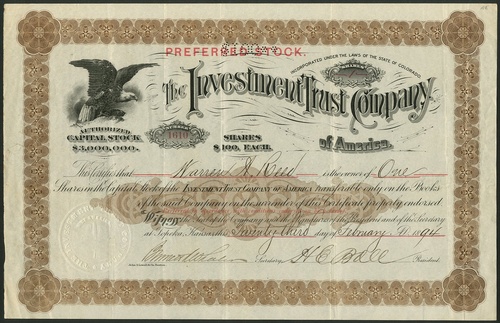 PREFERRED STOCK.
INCORPORATED UNDER THE LAWS OF THE STATE OF COLORADO.
The Investment Trust Company
of America.
AUTHORIZED
CAPITAL STOCK
$3,000,000.
1610
SHARES
$100. EACH.
SHARES
This Certifies that Warren H. Reed is the owner of One
Shares in the Capital Stock of the INVESTMENT TRUST COMPANY OF AMERICA transferable only on the Books
of the said Company on the surrender of this Certificate properly endorsed.
Witness the Seal of the Company and the Signatures of the President and of the Secretary
at Topeka, Kansas this Twenty third day of February A.D. 1894
Secretary H. C. Ball President.